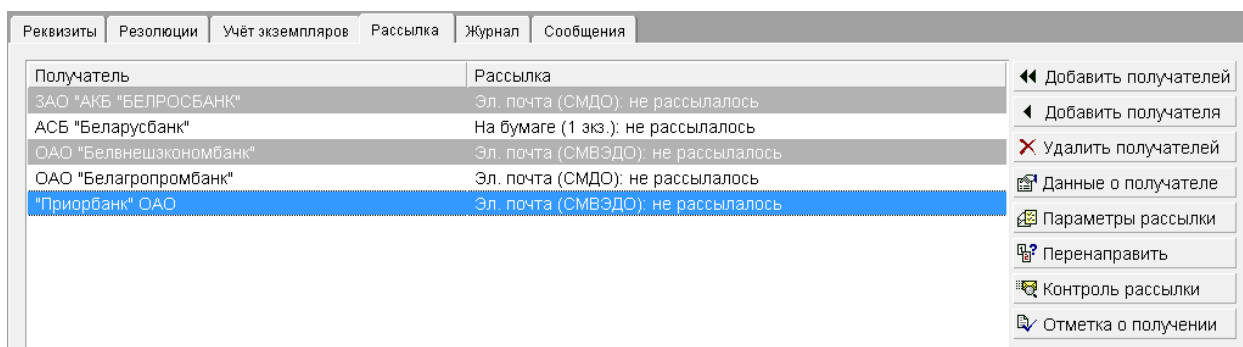 Реквизиты Резолюции Учёт экземпляров Рассылка Журнал Сообщения
Получатель Рассылка
ЗАО "АКБ "БЕЛРОСБАНК" Эл. почта (СМДО): не рассылалось
АСБ "Беларусбанк" На бумаге (1 экз.): не рассылалось
ОАО "Белвнешэкономбанк" Эл. почта (СМВЭДО): не рассылалось
ОАО "Белагропромбанк" Эл. почта (СМДО): не рассылалось
"Приорбанк" ОАО Эл. почта (СМВЭДО): не рассылалось
Добавить получателей
Добавить получателя
Удалить получателей
Данные о получателе
Параметры рассылки
Перенаправить
Контроль рассылки
Отметка о получении